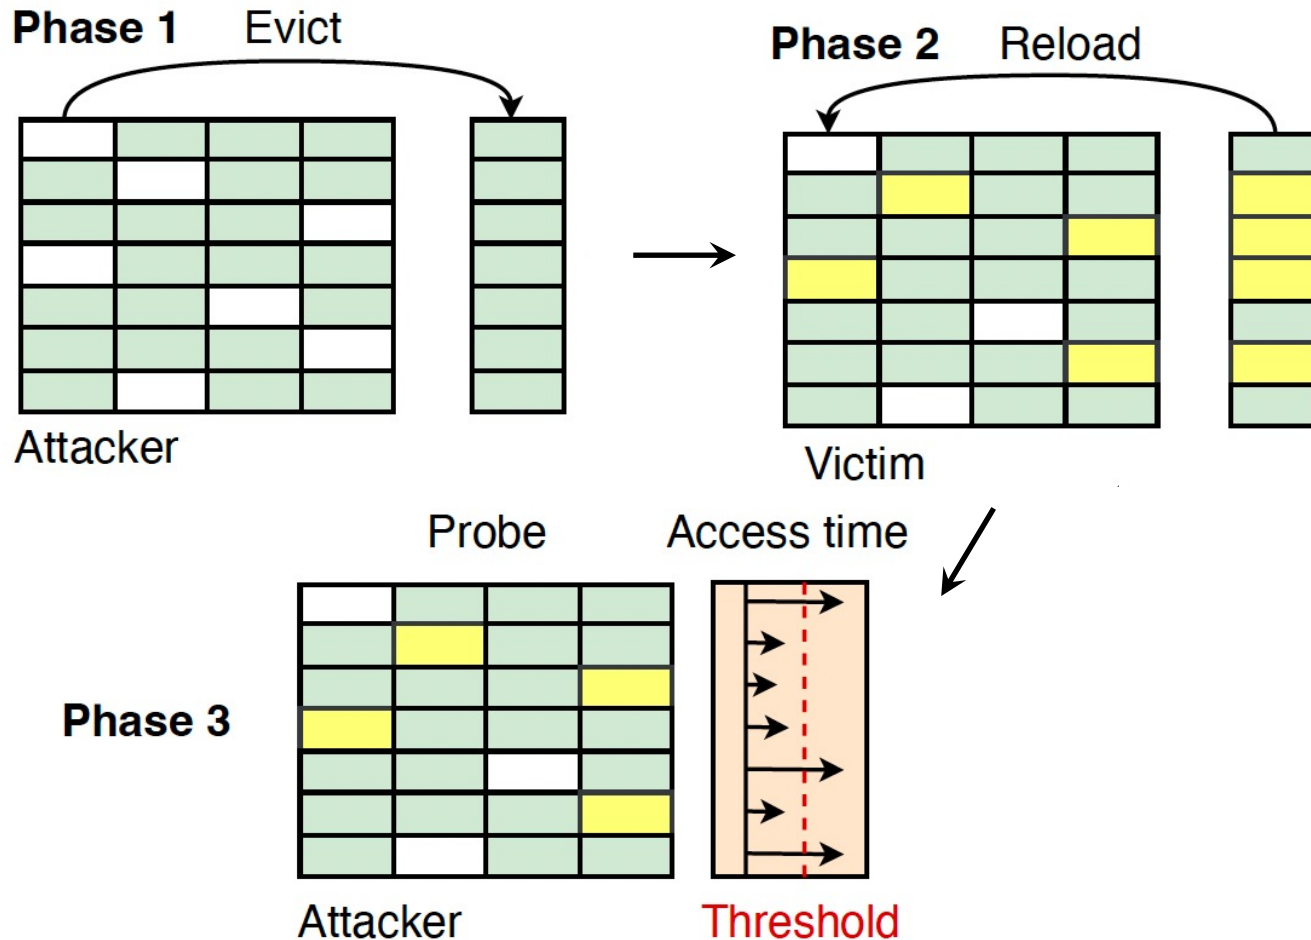 Phase 1 Evict
Phase 2 Reload
Attacker
Victim
Probe Access time
Phase 3
Attacker Threshold